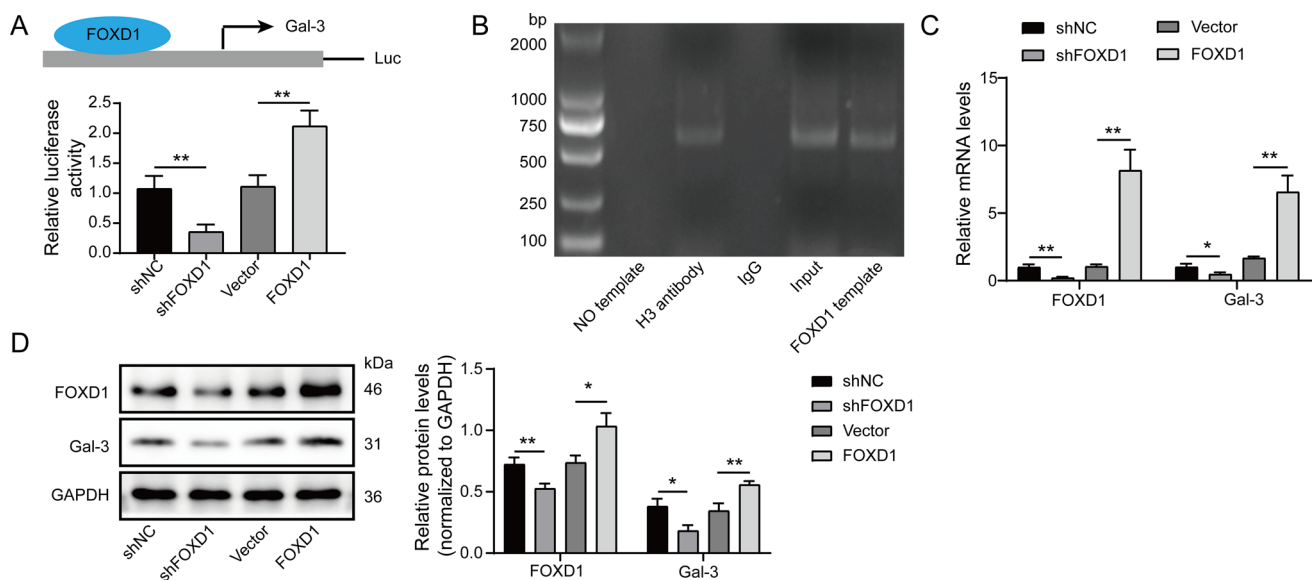 A
FOXD1
Gal-3
Luc
Relative luciferase
activity
2.5
2.0
1.5
1.0
0.5
0.0
**
**
shNC
shFOXD1
Vector
FOXD1
B
bp
2000
1000
750
500
250
100
NO template
H3 antibody
IgG
Input
FOXD1 template
C
shNC
shFOXD1
Vector
FOXD1
Relative mRNA levels
15
10
5
0
**
**
*
**
FOXD1
Gal-3
D
kDa
FOXD1
46
Gal-3
31
GAPDH
36
shNC
shFOXD1
Vector
FOXD1
Relative protein levels
(normalized to GAPDH)
1.5
1.0
0.5
0.0
**
*
*
**
FOXD1
Gal-3
shNC
shFOXD1
Vector
FOXD1